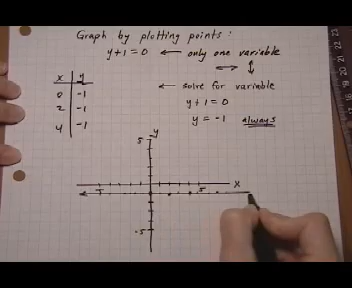 Graph by plotting points:
y + 1 = 0 ← only one variable
↔ ↕
← solve for variable
x y
0 -1
2 -1
4 -1
y + 1 = 0
y = -1 always
5 y
x
5
-5